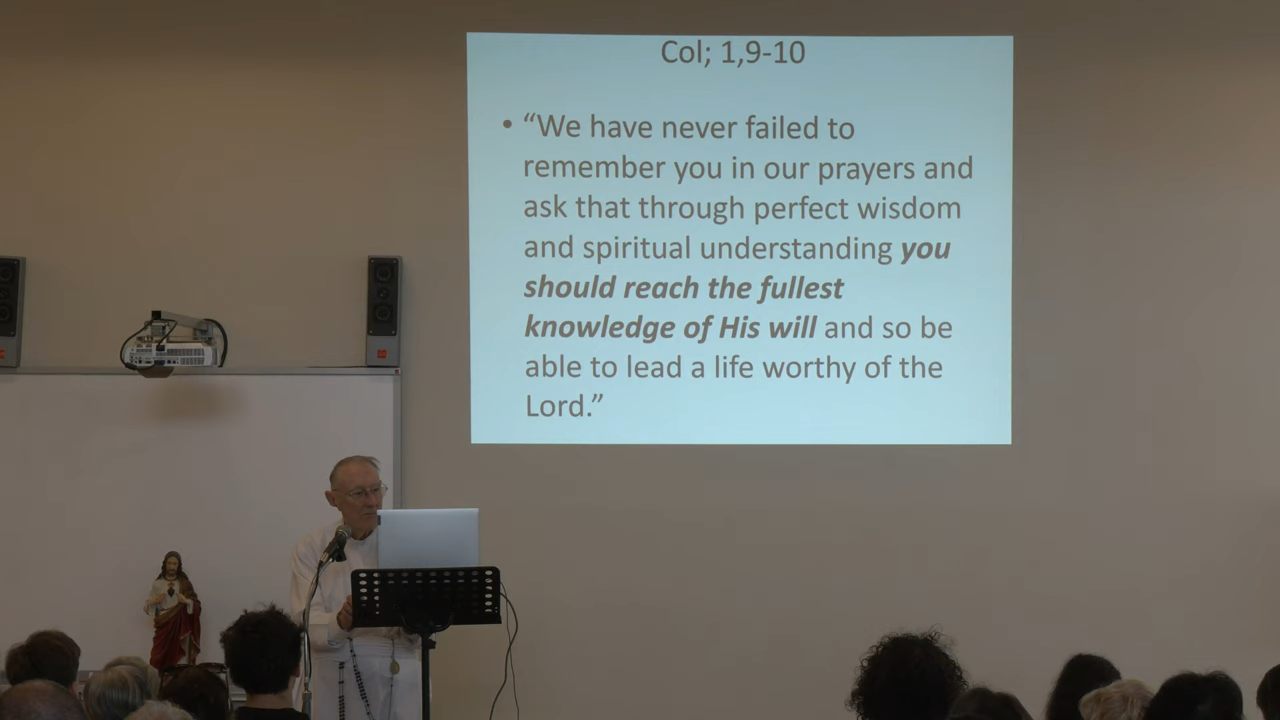 Col; 1,9-10
• “We have never failed to
remember you in our prayers and
ask that through perfect wisdom
and spiritual understanding you
should reach the fullest
knowledge of His will and so be
able to lead a life worthy of the
Lord.”